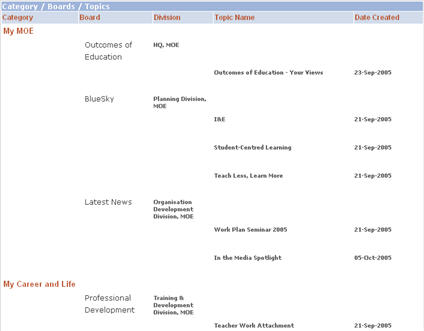 Category / Boards / Topics
Category Board Division Topic Name Date Created
My MOE
Outcomes of Education HQ, MOE
Outcomes of Education - Your Views 23-Sep-2005
BlueSky Planning Division, MOE
I&E 21-Sep-2005
Student-Centred Learning 21-Sep-2005
Teach Less, Learn More 21-Sep-2005
Latest News Organisation Development Division, MOE
Work Plan Seminar 2005 21-Sep-2005
In the Media Spotlight 05-Oct-2005
My Career and Life
Professional Development Training & Development Division, MOE
Teacher Work Attachment 21-Sep-2005